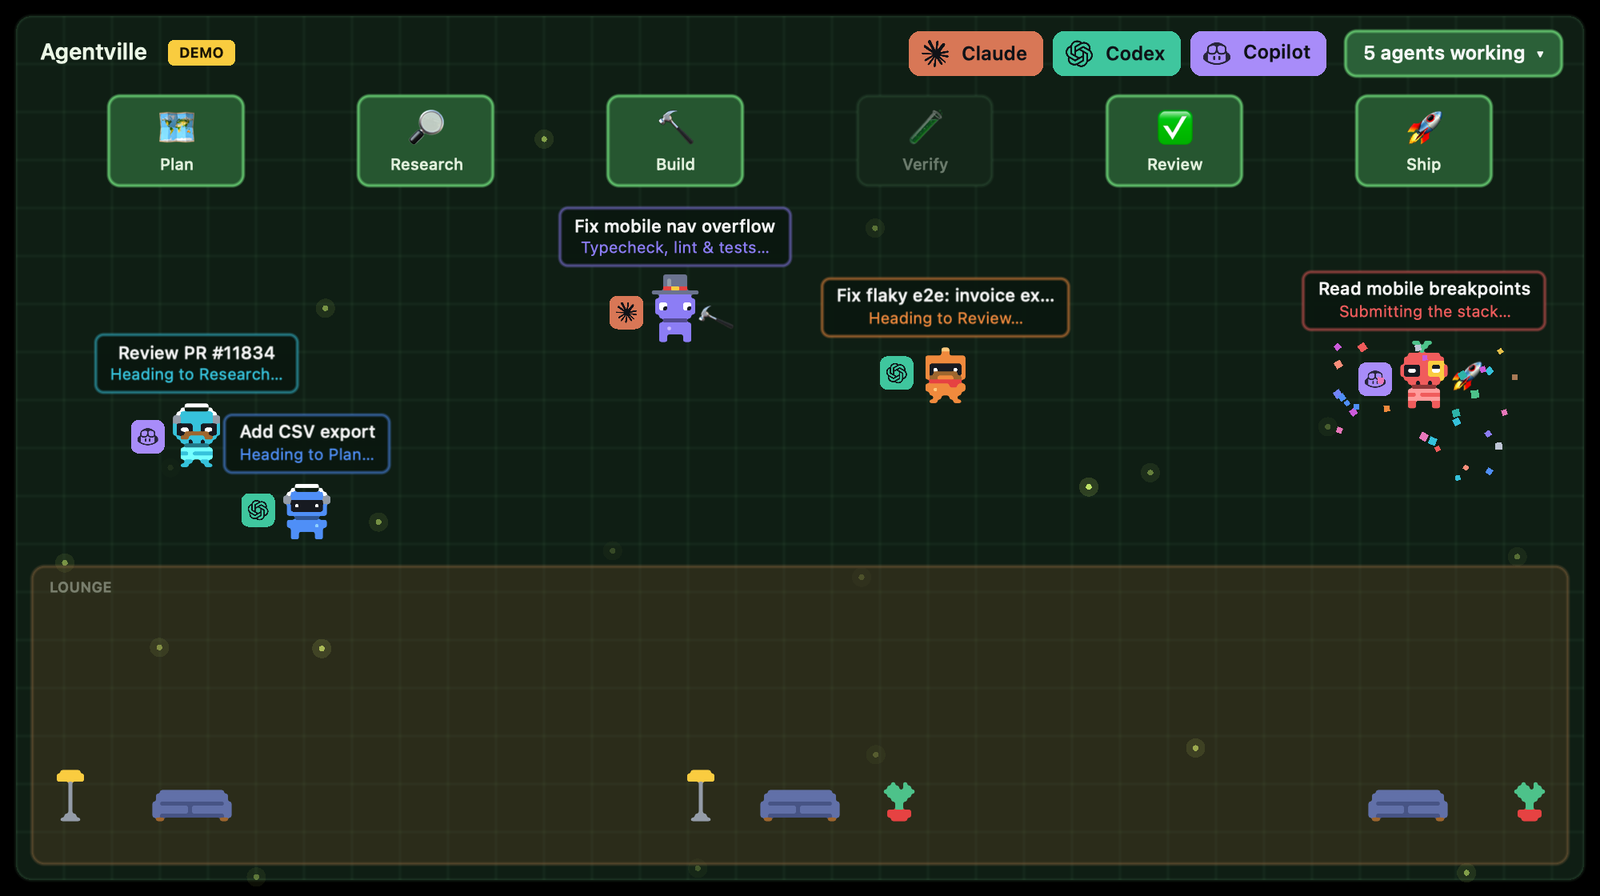 Agentville
DEMO
Claude
Codex
Copilot
5 agents working
Plan
Research
Build
Verify
Review
Ship
Fix mobile nav overflow
Typecheck, lint & tests...
Fix flaky e2e: invoice ex...
Heading to Review...
Read mobile breakpoints
Submitting the stack...
Review PR #11834
Heading to Research...
Add CSV export
Heading to Plan...
LOUNGE